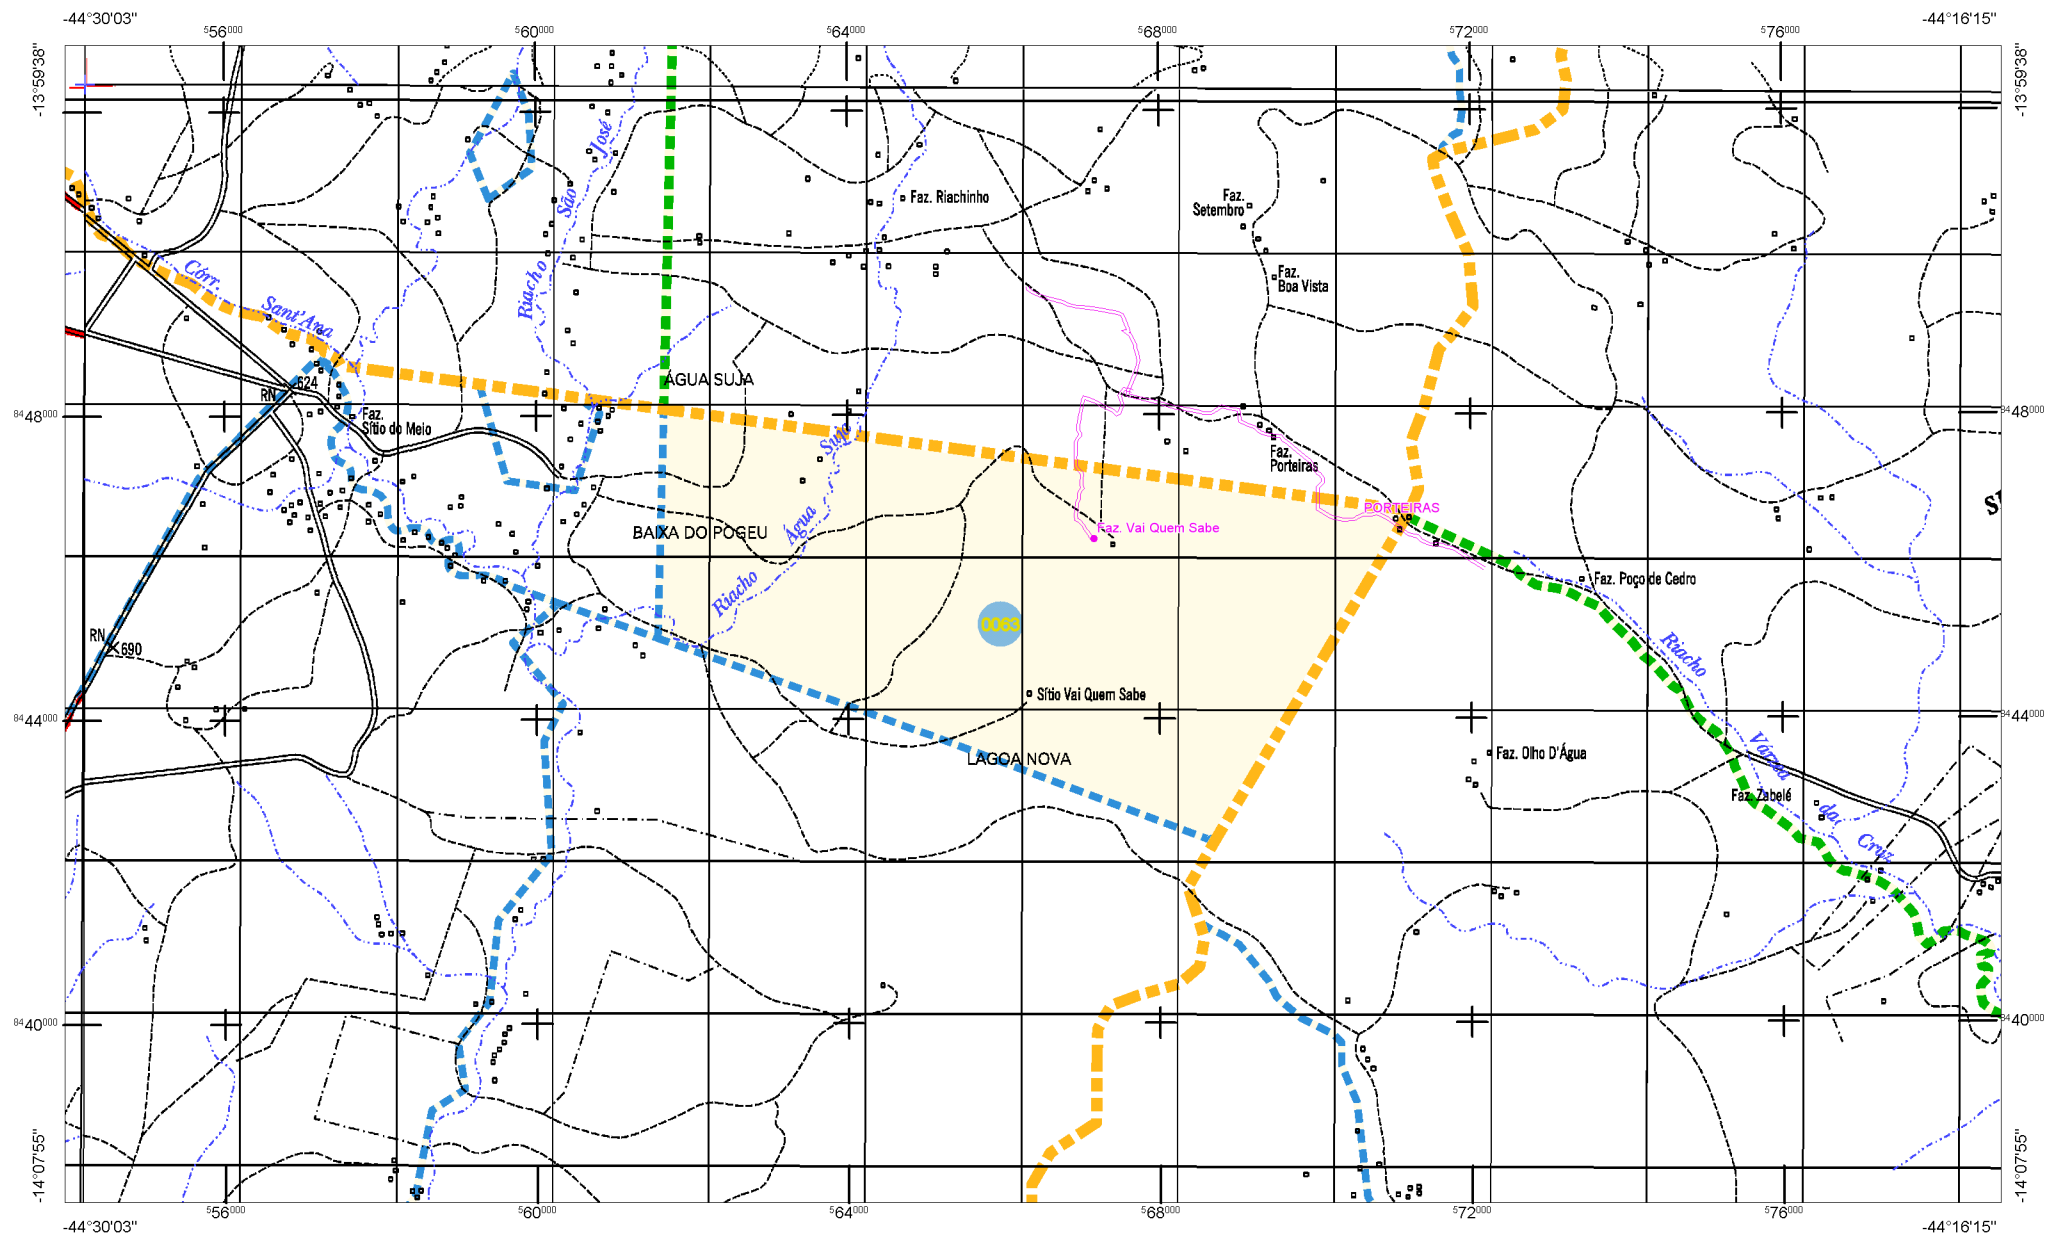 -44°30'03"
-44°16'15"
556000
560000
564000
568000
572000
576000
-13°59'38"
-13°59'38"
José
São
Riacho
Faz. Riachinho
Faz.
Setembro
Faz.
Boa Vista
Córr.
Sant'Ana
624
RN
ÁGUA SUJA
8448000
8448000
Faz.
Sítio do Meio
Suja
Água
Riacho
Faz.
Porteiras
PORTEIRAS
BAIXA DO POGEU
Faz. Vai Quem Sabe
Faz. Poço de Cedro
0063
RN
690
Riacho
Várzea
da
Cruz
Sítio Vai Quem Sabe
8444000
8444000
LAGOA NOVA
Faz. Olho D'Água
Faz. Zabelé
8440000
8440000
-14°07'55"
-14°07'55"
556000
560000
564000
568000
572000
576000
-44°30'03"
-44°16'15"